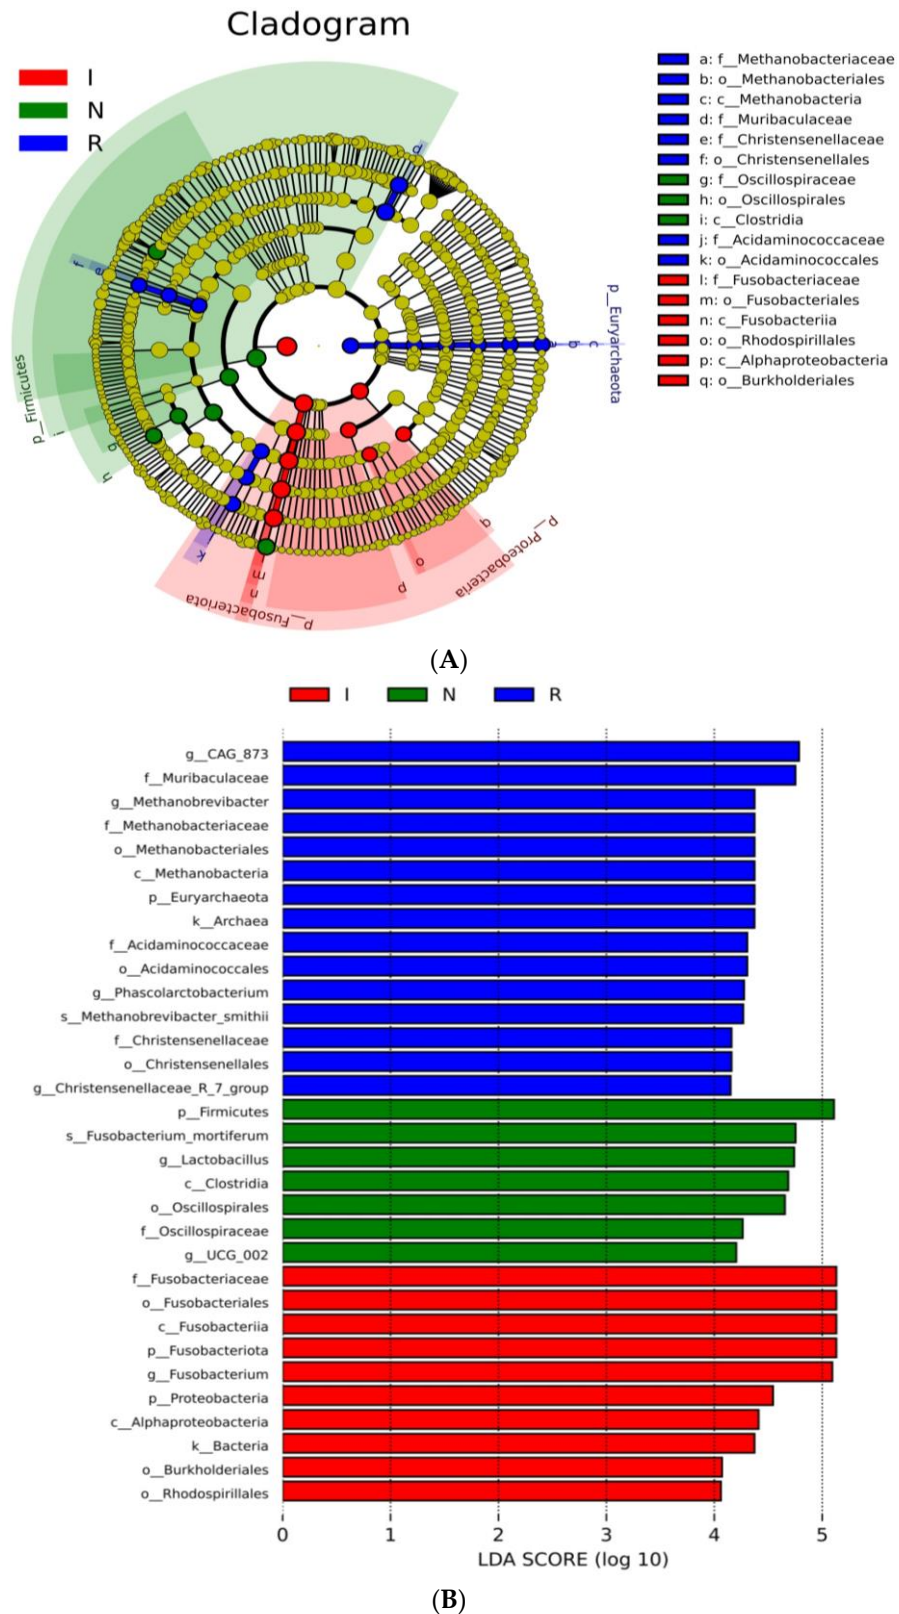 Cladogram
I
N
R
a: f__Methanobacteriaceae
b: o__Methanobacteriales
c: c__Methanobacteria
d: f__Muribaculaceae
e: f__Christensenellaceae
f: o__Christensenellales
g: f__Oscillospiraceae
h: o__Oscillospirales
i: c__Clostridia
j: f__Acidaminococcaceae
k: o__Acidaminococcales
l: f__Fusobacteriaceae
m: o__Fusobacteriales
n: c__Fusobacteriia
o: o__Rhodospirillales
p: c__Alphaproteobacteria
q: o__Burkholderiales
d
f
e
p__Euryarchaeota
a
b
c
p__Firmicutes
i
g
h
k
m
n
p__Fusobacteriota
p
o
q
p__Proteobacteria
(A)
I
N
R
g__CAG_873
f__Muribaculaceae
g__Methanobrevibacter
f__Methanobacteriaceae
o__Methanobacteriales
c__Methanobacteria
p__Euryarchaeota
k__Archaea
f__Acidaminococcaceae
o__Acidaminococcales
g__Phascolarctobacterium
s__Methanobrevibacter_smithii
f__Christensenellaceae
o__Christensenellales
g__Christensenellaceae_R_7_group
p__Firmicutes
s__Fusobacterium_mortiferum
g__Lactobacillus
c__Clostridia
o__Oscillospirales
f__Oscillospiraceae
g__UCG_002
f__Fusobacteriaceae
o__Fusobacteriales
c__Fusobacteriia
p__Fusobacteriota
g__Fusobacterium
p__Proteobacteria
c__Alphaproteobacteria
k__Bacteria
o__Burkholderiales
o__Rhodospirillales
0 1 2 3 4 5
LDA SCORE (log 10)
(B)